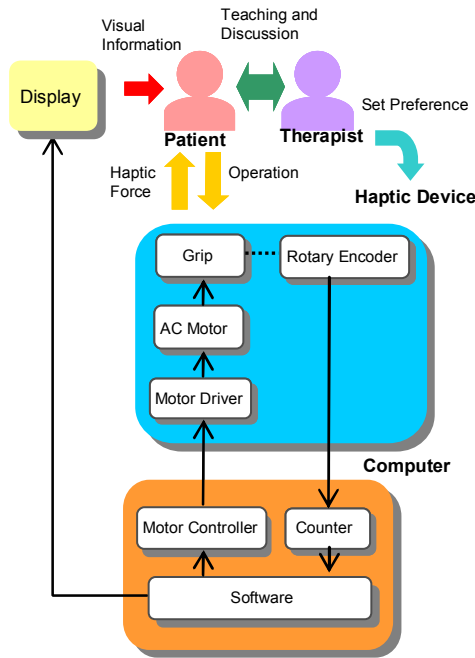 Visual
Information
Teaching and
Discussion
Display
Patient
Therapist
Set Preference
Haptic
Force
Operation
Haptic Device
Grip
Rotary Encoder
AC Motor
Motor Driver
Computer
Motor Controller
Counter
Software